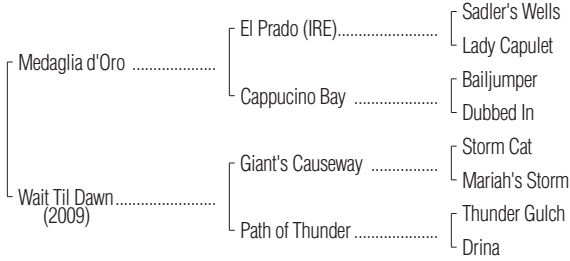 Sadler's Wells
El Prado (IRE)....................
Lady Capulet
Medaglia d'Oro .................
Bailjumper
Cappucino Bay .................
Dubbed In
Storm Cat
Giant's Causeway .............
Mariah's Storm
Wait Til Dawn....................
(2009)
Thunder Gulch
Path of Thunder .................
Drina